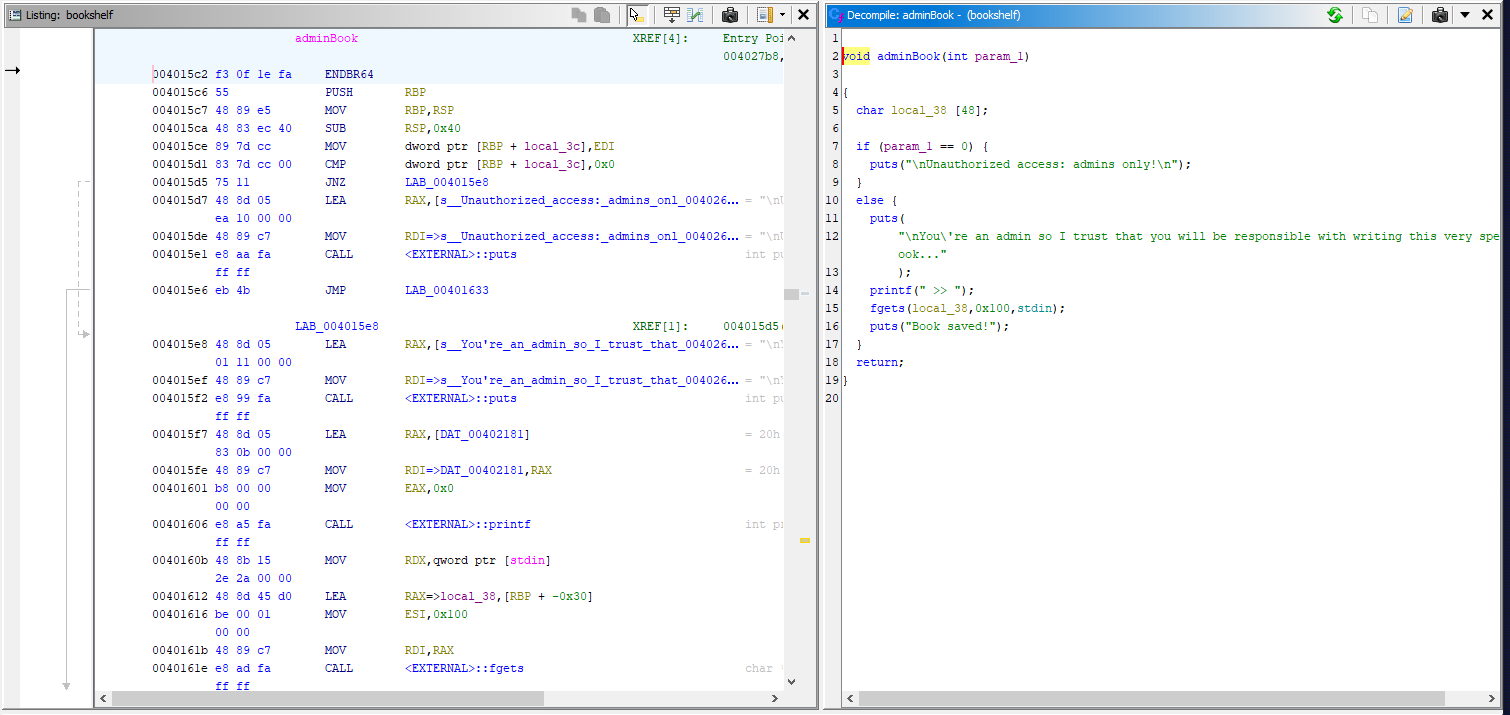 Listing: bookshelf
adminBook XREF[4]: Entry Poi
004027b8,
004015c2 f3 0f 1e fa ENDBR64
004015c6 55 PUSH RBP
004015c7 48 89 e5 MOV RBP,RSP
004015ca 48 83 ec 40 SUB RSP,0x40
004015ce 89 7d cc MOV dword ptr [RBP + local_3c],EDI
004015d1 83 7d cc 00 CMP dword ptr [RBP + local_3c],0x0
004015d5 75 11 JNZ LAB_004015e8
004015d7 48 8d 05 LEA RAX,[s__Unauthorized_access:_admins_onl_004026... = "\nU
ea 10 00 00
004015de 48 89 c7 MOV RDI=>s__Unauthorized_access:_admins_onl_004026... = "\nU
004015e1 e8 aa fa CALL <EXTERNAL>::puts int pu
ff ff
004015e6 eb 4b JMP LAB_00401633
LAB_004015e8 XREF[1]: 004015d5(
004015e8 48 8d 05 LEA RAX,[s__You're_an_admin_so_I_trust_that_004026... = "\nY
01 11 00 00
004015ef 48 89 c7 MOV RDI=>s__You're_an_admin_so_I_trust_that_004026... = "\nY
004015f2 e8 99 fa CALL <EXTERNAL>::puts int pu
ff ff
004015f7 48 8d 05 LEA RAX,[DAT_00402181] = 20h
83 0b 00 00
004015fe 48 89 c7 MOV RDI=>DAT_00402181,RAX = 20h
00401601 b8 00 00 MOV EAX,0x0
00 00
00401606 e8 a5 fa CALL <EXTERNAL>::printf int pr
ff ff
0040160b 48 8b 15 MOV RDX,qword ptr [stdin]
2e 2a 00 00
00401612 48 8d 45 d0 LEA RAX=>local_38,[RBP + -0x30]
00401616 be 00 01 MOV ESI,0x100
00 00
0040161b 48 89 c7 MOV RDI,RAX
0040161e e8 ad fa CALL <EXTERNAL>::fgets char
ff ff
Decompile: adminBook - (bookshelf)
1
2 void adminBook(int param_1)
3
4 {
5 char local_38 [48];
6
7 if (param_1 == 0) {
8 puts("\nUnauthorized access: admins only!\n");
9 }
10 else {
11 puts(
12 "\nYou\'re an admin so I trust that you will be responsible with writing this very spe
ook..."
13 );
14 printf(" >> ");
15 fgets(local_38,0x100,stdin);
16 puts("Book saved!");
17 }
18 return;
19 }
20